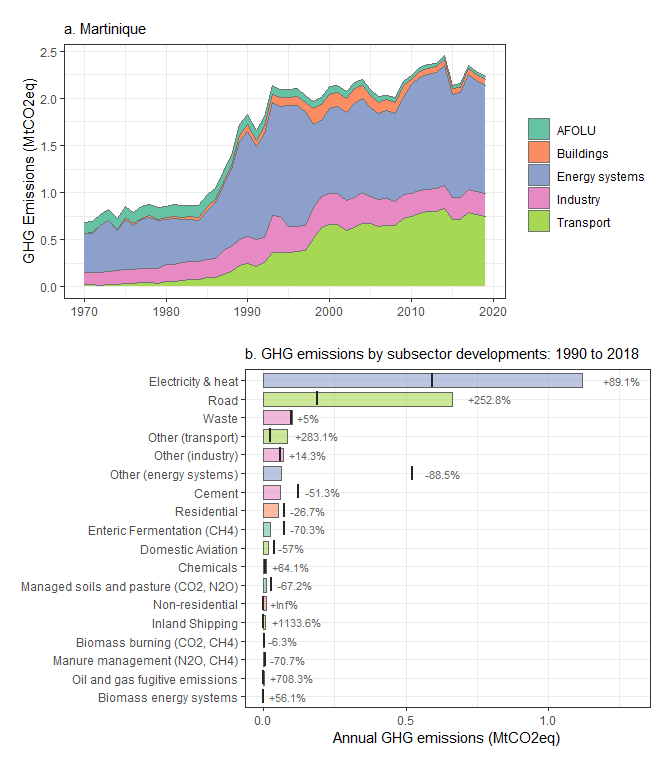 a. Martinique
GHG Emissions (MtCO2eq)
2.5
2.0
1.5
1.0
0.5
0.0
1970
1980
1990
2000
2010
2020
AFOLU
Buildings
Energy systems
Industry
Transport
b. GHG emissions by subsector developments: 1990 to 2018
Electricity & heat +89.1%
Road +252.8%
Waste +5%
Other (transport) +283.1%
Other (industry) +14.3%
Other (energy systems) -88.5%
Cement -51.3%
Residential -26.7%
Enteric Fermentation (CH4) -70.3%
Domestic Aviation -57%
Chemicals +64.1%
Managed soils and pasture (CO2, N2O) -67.2%
Non-residential +Inf%
Inland Shipping +1133.6%
Biomass burning (CO2, CH4) -6.3%
Manure management (N2O, CH4) -70.7%
Oil and gas fugitive emissions +708.3%
Biomass energy systems +56.1%
0.0
0.5
1.0
Annual GHG emissions (MtCO2eq)